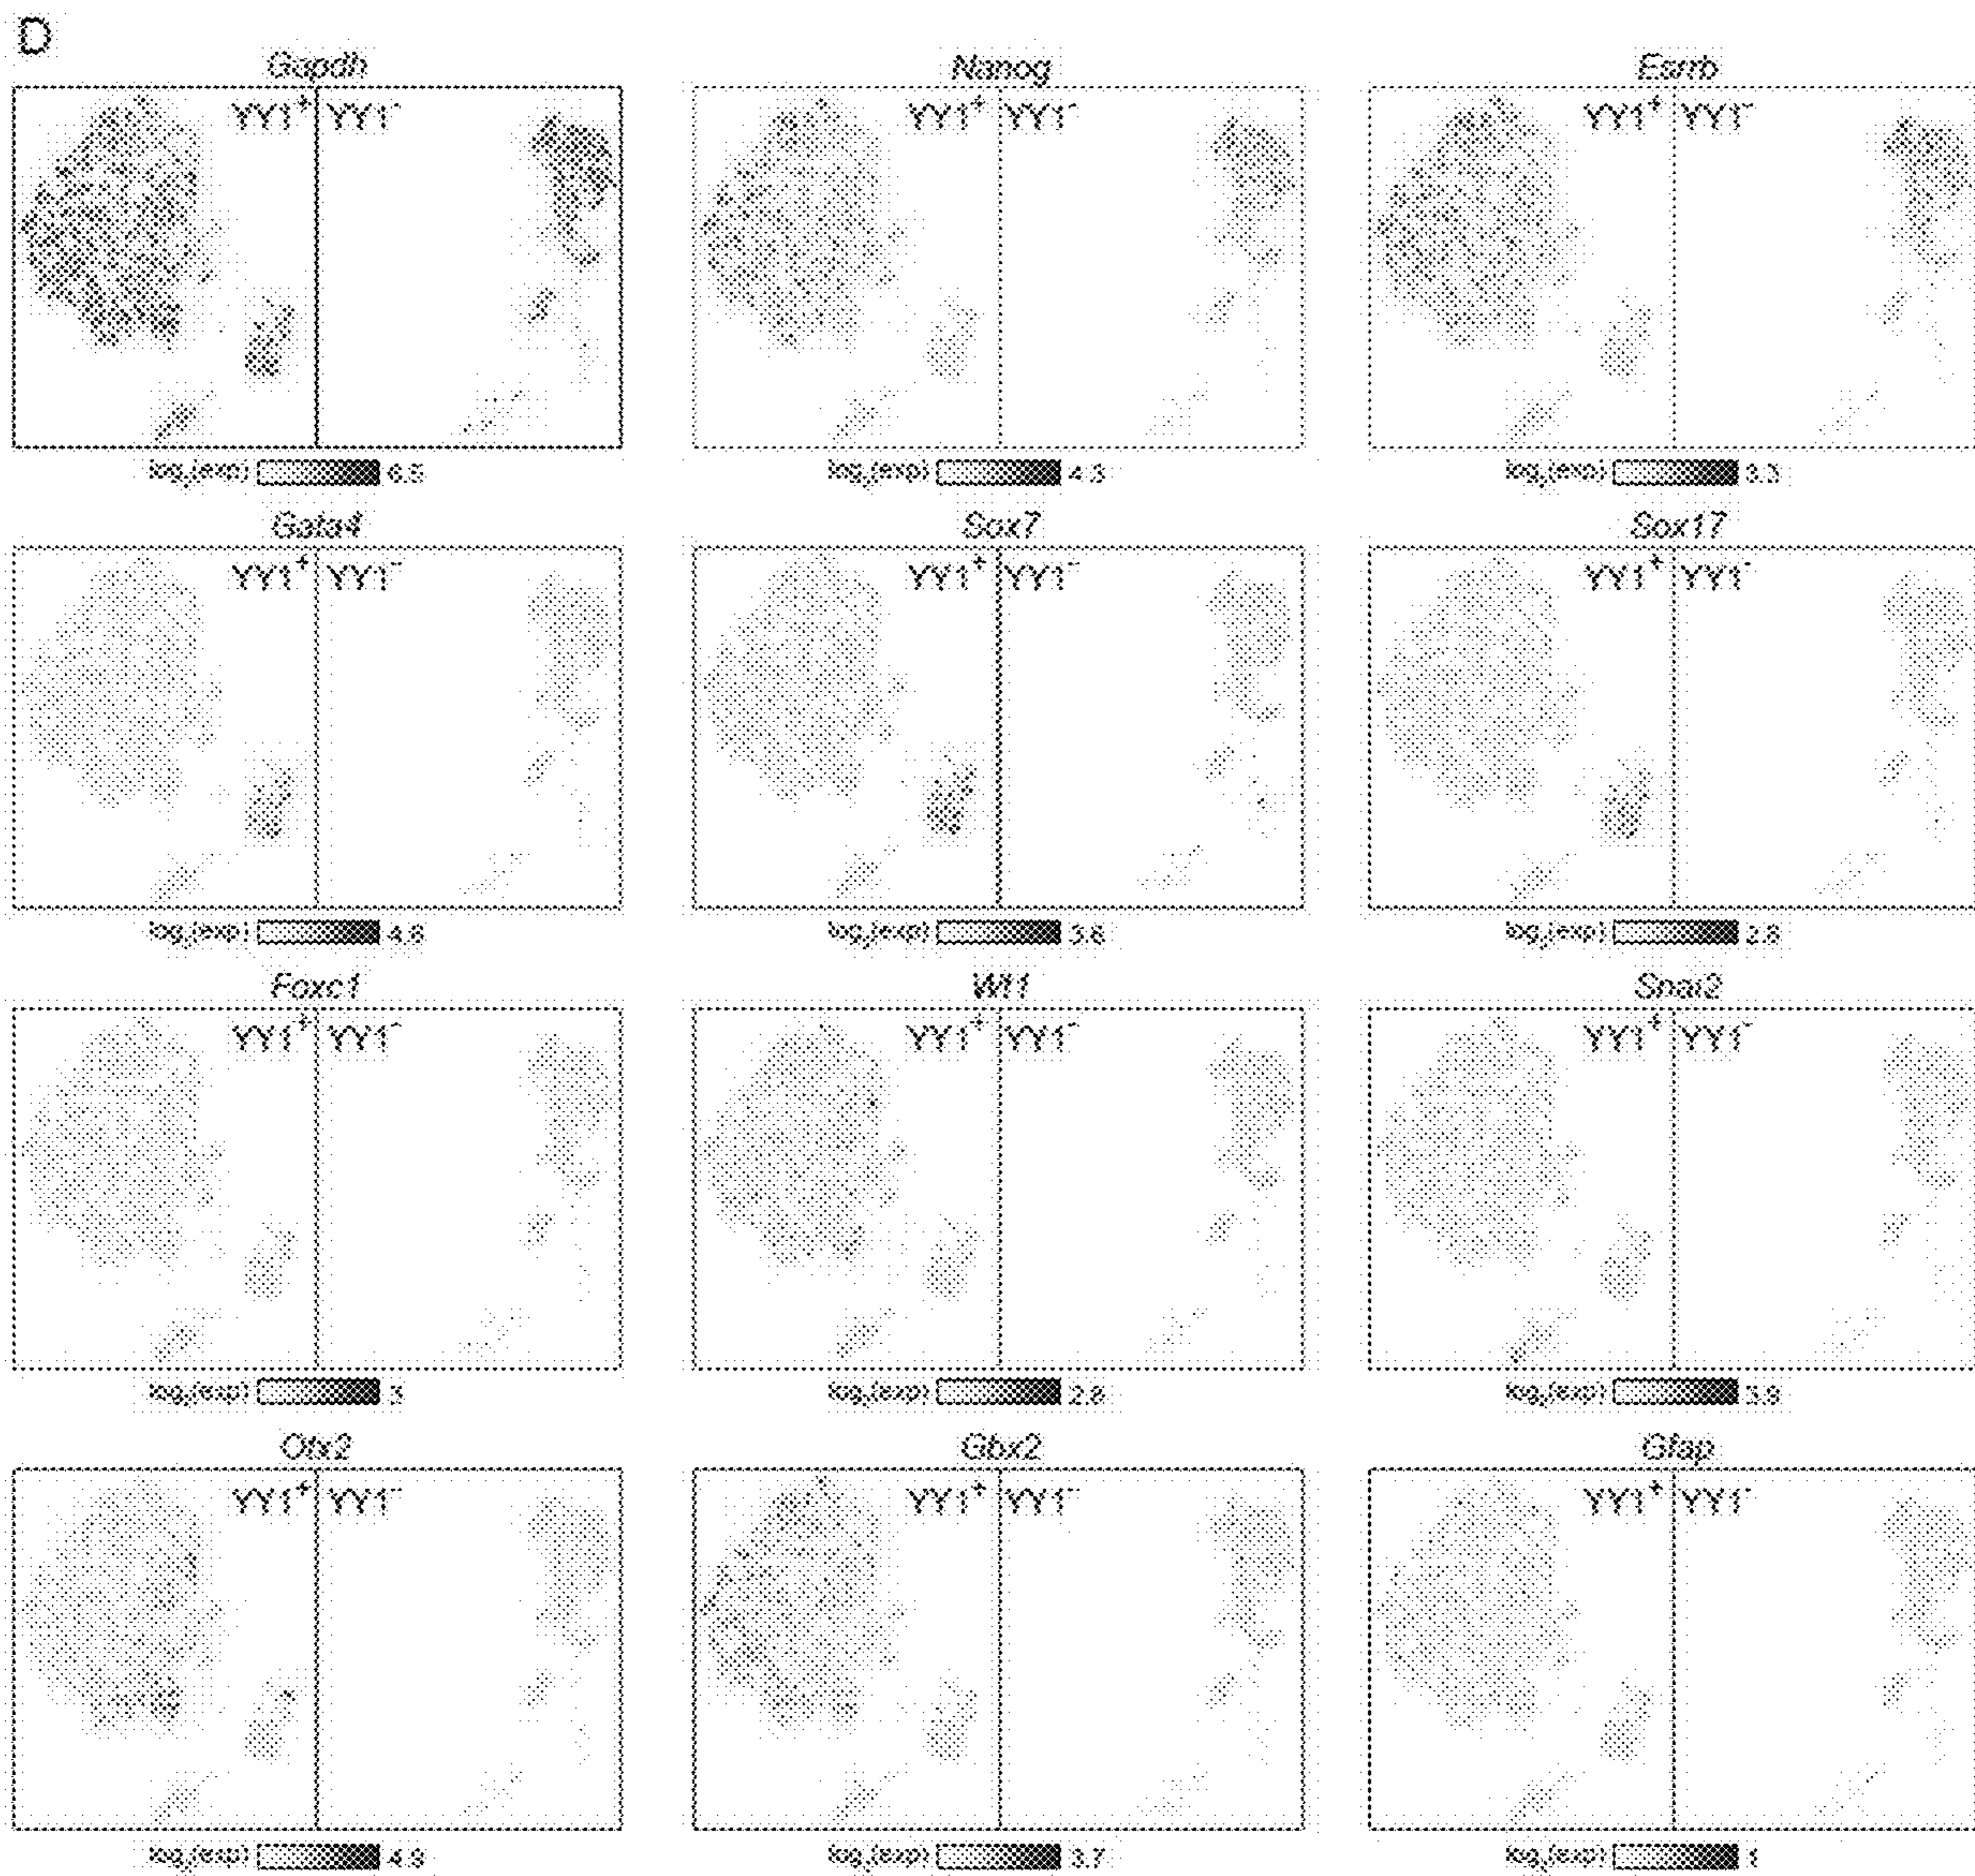 D
Gapdh Nanog Esrrb
YY1⁺ YY1⁻ YY1⁺ YY1⁻ YY1⁺ YY1⁻
log₂(exp) 6.5 log₂(exp) 4.3 log₂(exp) 3.3
Gata4 Sox7 Sox17
YY1⁺ YY1⁻ YY1⁺ YY1⁻ YY1⁺ YY1⁻
log₂(exp) 4.8 log₂(exp) 3.6 log₂(exp) 2.8
Foxc1 Wt1 Snai2
YY1⁺ YY1⁻ YY1⁺ YY1⁻ YY1⁺ YY1⁻
log₂(exp) 3 log₂(exp) 2.8 log₂(exp) 3.9
Otx2 Gbx2 Gfap
YY1⁺ YY1⁻ YY1⁺ YY1⁻ YY1⁺ YY1⁻
log₂(exp) 4.9 log₂(exp) 3.7 log₂(exp) 1